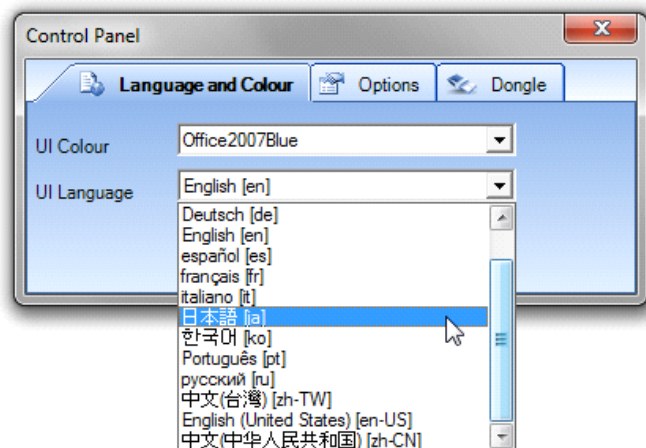 Control Panel
Language and Colour Options Dongle
UI Colour Office2007Blue
UI Language English [en]
Deutsch [de]
English [en]
español [es]
français [fr]
italiano [it]
日本語 [ja]
한국어 [ko]
Português [pt]
русский [ru]
中文(台灣) [zh-TW]
English (United States) [en-US]
中文(中华人民共和国) [zh-CN]